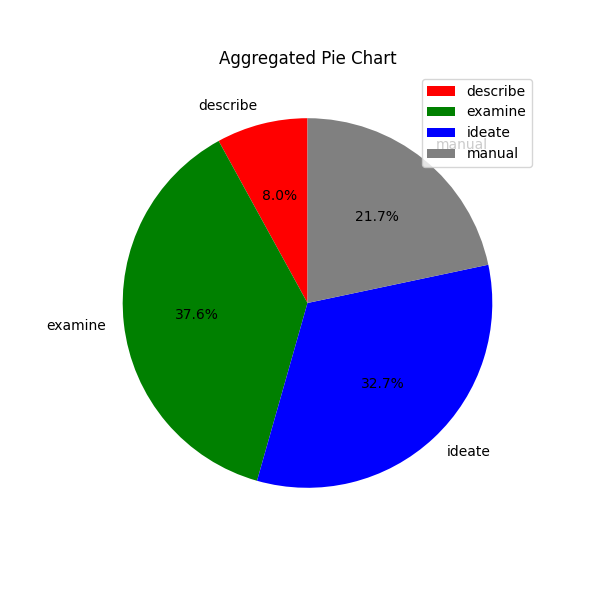 Aggregated Pie Chart
describe
examine
ideate
manual
describe
manual
8.0%
21.7%
37.6%
examine
32.7%
ideate